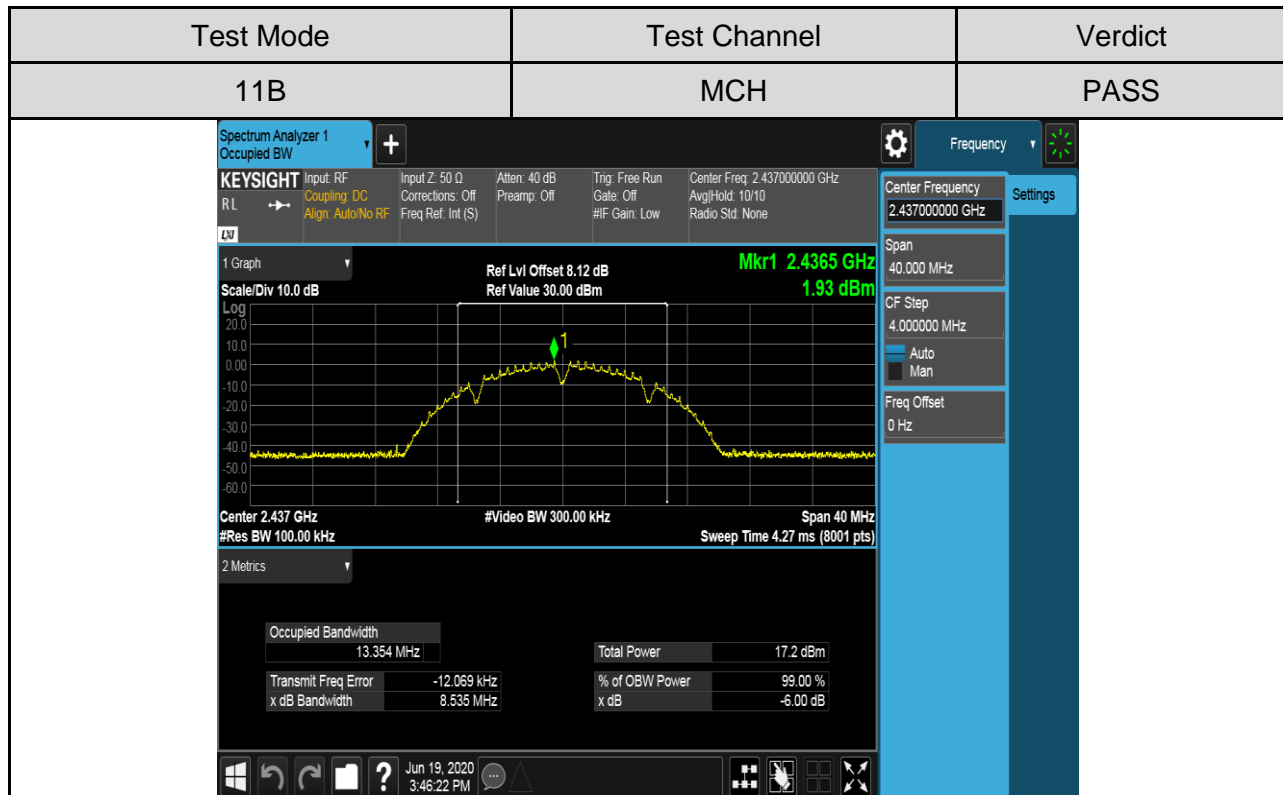 Test Mode Test Channel Verdict
11B MCH PASS
Spectrum Analyzer 1
Occupied BW
+
Frequency
KEYSIGHT
RL
LXI
Input: RF
Coupling: DC
Align: Auto/No RF
Input Z: 50 Ω
Corrections: Off
Freq Ref: Int (S)
Atten: 40 dB
Preamp: Off
Trig: Free Run
Gate: Off
#IF Gain: Low
Center Freq: 2.437000000 GHz
Avg|Hold: 10/10
Radio Std: None
Center Frequency
2.437000000 GHz
Settings
Span
40.000 MHz
CF Step
4.000000 MHz
Auto
Man
Freq Offset
0 Hz
1 Graph
Scale/Div 10.0 dB
Ref Lvl Offset 8.12 dB
Ref Value 30.00 dBm
Mkr1 2.4365 GHz
1.93 dBm
Log
20.0
10.0
0.00
-10.0
-20.0
-30.0
-40.0
-50.0
-60.0
1
Center 2.437 GHz
#Res BW 100.00 kHz
#Video BW 300.00 kHz
Span 40 MHz
Sweep Time 4.27 ms (8001 pts)
2 Metrics
Occupied Bandwidth
13.354 MHz
Total Power 17.2 dBm
Transmit Freq Error -12.069 kHz
% of OBW Power 99.00 %
x dB Bandwidth 8.535 MHz
x dB -6.00 dB
?
Jun 19, 2020
3:46:22 PM